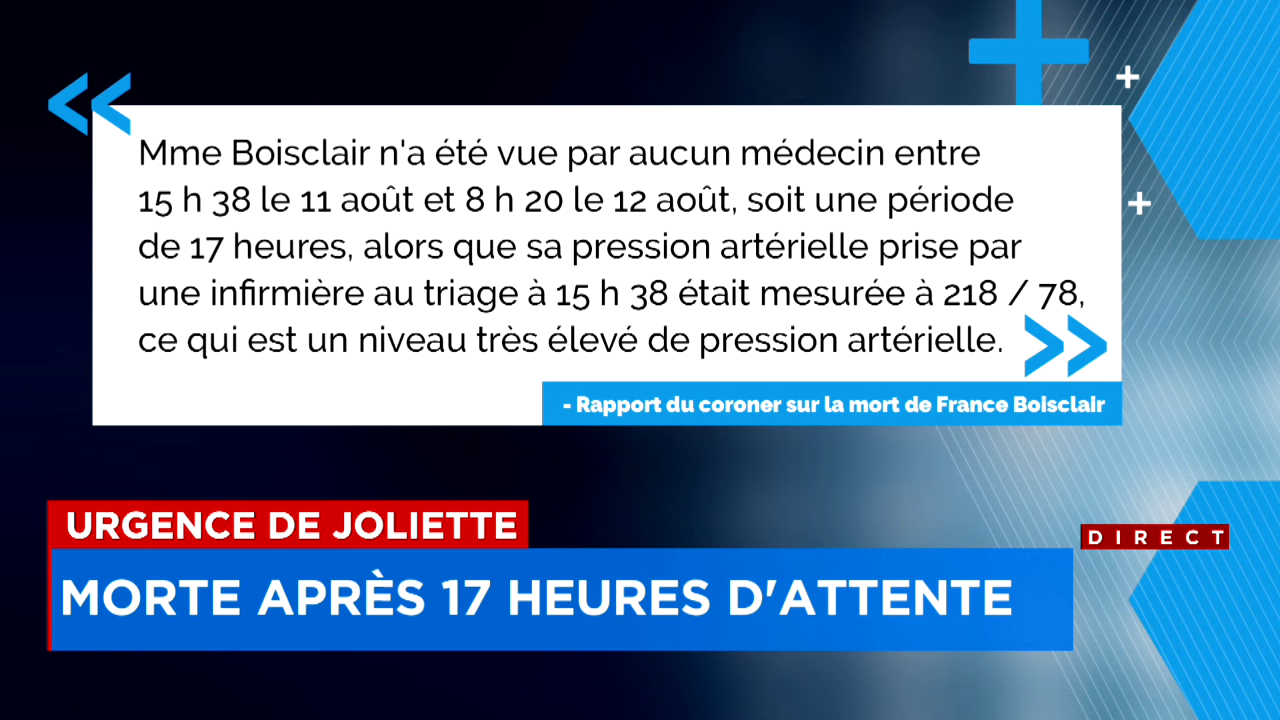 «
Mme Boisclair n'a été vue par aucun médecin entre
15 h 38 le 11 août et 8 h 20 le 12 août, soit une période
de 17 heures, alors que sa pression artérielle prise par
une infirmière au triage à 15 h 38 était mesurée à 218 / 78,
ce qui est un niveau très élevé de pression artérielle. »
- Rapport du coroner sur la mort de France Boisclair
URGENCE DE JOLIETTE
DIRECT
MORTE APRÈS 17 HEURES D'ATTENTE